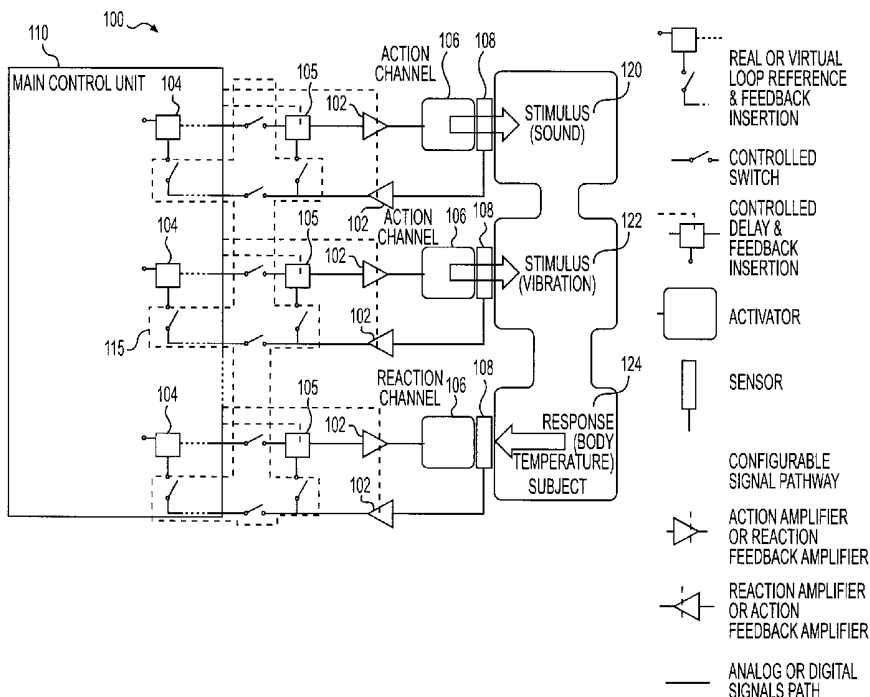 100
110
MAIN CONTROL UNIT
104
105
102
ACTION
CHANNEL
106
108
STIMULUS
(SOUND)
120
102
ACTION
CHANNEL
104
105
102
106
108
STIMULUS
(VIBRATION)
122
115
102
REACTION
CHANNEL
104
105
102
106
108
124
RESPONSE
(BODY
TEMPERATURE)
SUBJECT
102
REAL OR VIRTUAL
LOOP REFERENCE
& FEEDBACK
INSERTION
CONTROLLED
SWITCH
CONTROLLED
DELAY &
FEEDBACK
INSERTION
ACTIVATOR
SENSOR
CONFIGURABLE
SIGNAL PATHWAY
ACTION AMPLIFIER
OR REACTION
FEEDBACK AMPLIFIER
REACTION AMPLIFIER
OR ACTION
FEEDBACK AMPLIFIER
ANALOG OR DIGITAL
SIGNALS PATH